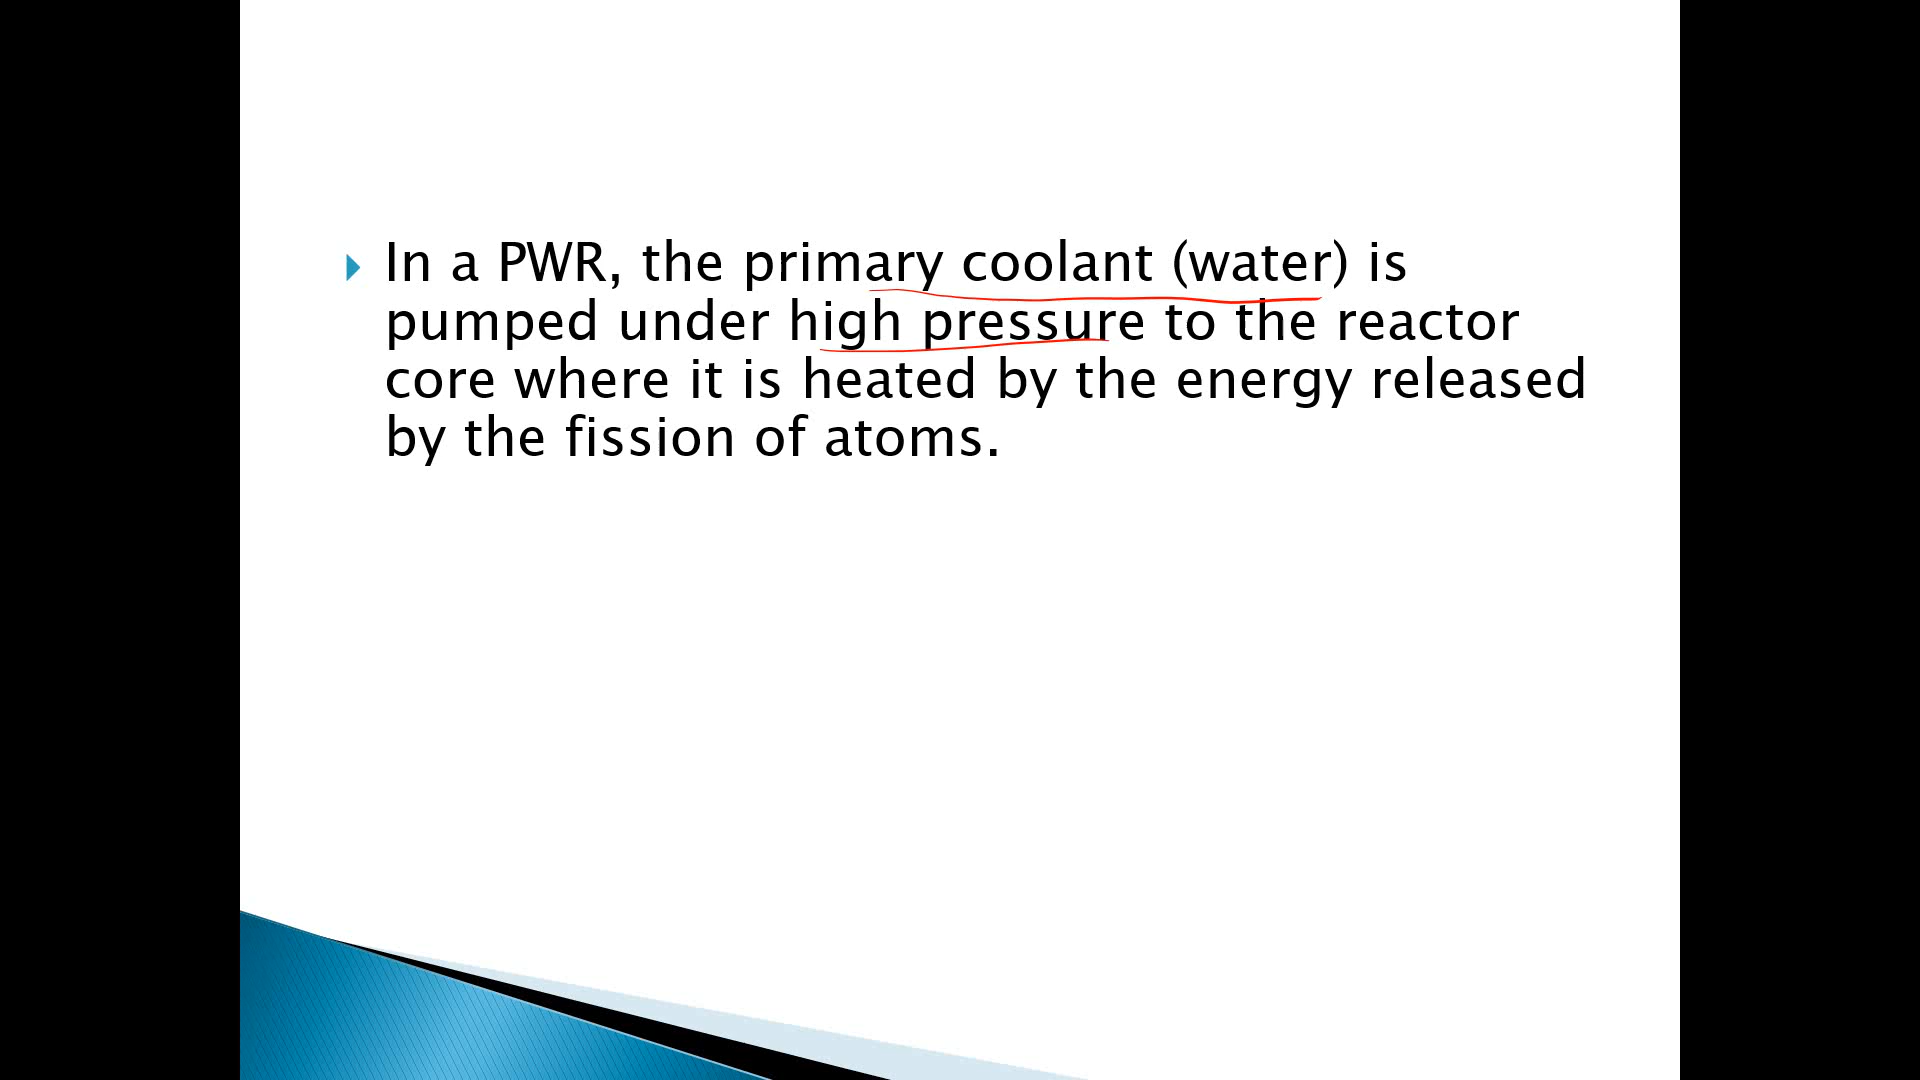 In a PWR, the primary coolant (water) is
pumped under high pressure to the reactor
core where it is heated by the energy released
by the fission of atoms.